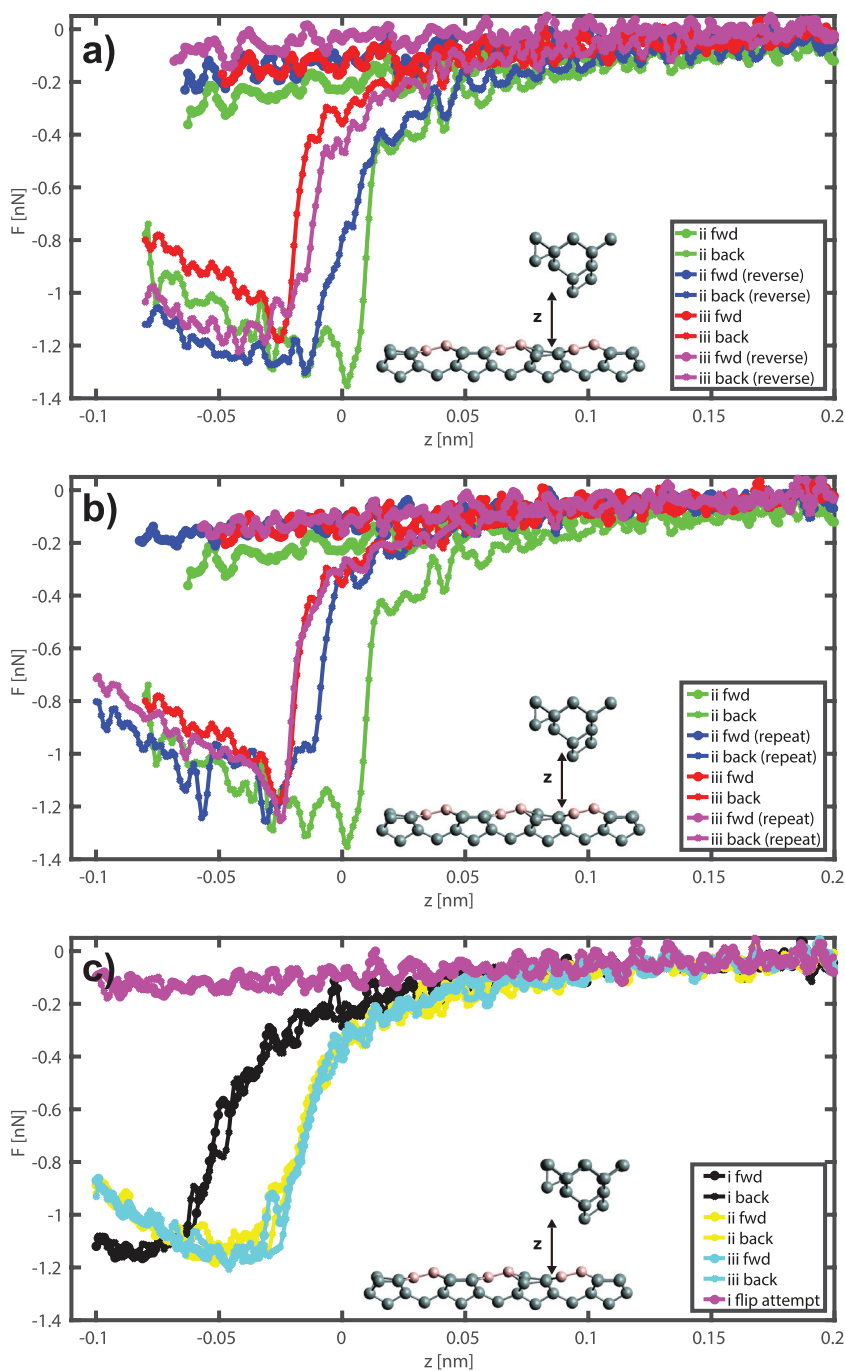 a)
0
-0.2
-0.4
-0.6
-0.8
-1
-1.2
-1.4
F [nN]
z
ii fwd
ii back
ii fwd (reverse)
ii back (reverse)
iii fwd
iii back
iii fwd (reverse)
iii back (reverse)
-0.1
-0.05
0
0.05
0.1
0.15
0.2
z [nm]
b)
0
-0.2
-0.4
-0.6
-0.8
-1
-1.2
-1.4
F [nN]
z
ii fwd
ii back
ii fwd (repeat)
ii back (repeat)
iii fwd
iii back
iii fwd (repeat)
iii back (repeat)
-0.1
-0.05
0
0.05
0.1
0.15
0.2
z [nm]
c)
0
-0.2
-0.4
-0.6
-0.8
-1
-1.2
-1.4
F [nN]
z
i fwd
i back
ii fwd
ii back
iii fwd
iii back
i flip attempt
-0.1
-0.05
0
0.05
0.1
0.15
0.2
z [nm]